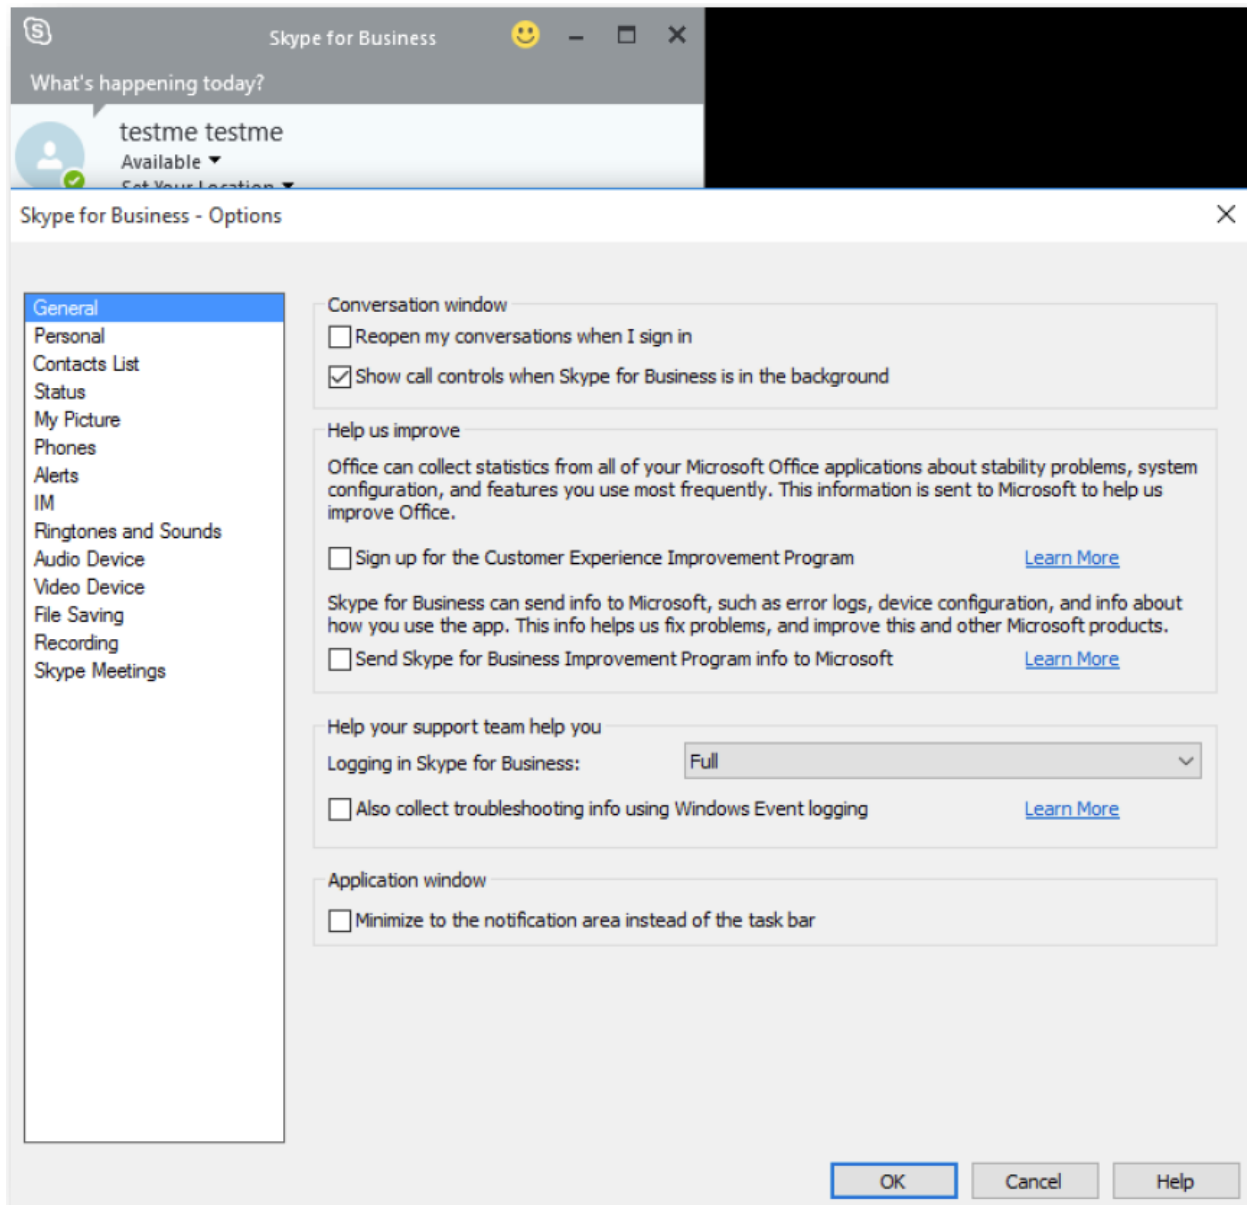 Skype for Business
What's happening today?
testme testme
Available
Set Your Location
Skype for Business - Options
General
Personal
Contacts List
Status
My Picture
Phones
Alerts
IM
Ringtones and Sounds
Audio Device
Video Device
File Saving
Recording
Skype Meetings
Conversation window
Reopen my conversations when I sign in
Show call controls when Skype for Business is in the background
Help us improve
Office can collect statistics from all of your Microsoft Office applications about stability problems, system
configuration, and features you use most frequently. This information is sent to Microsoft to help us
improve Office.
Sign up for the Customer Experience Improvement Program Learn More
Skype for Business can send info to Microsoft, such as error logs, device configuration, and info about
how you use the app. This info helps us fix problems, and improve this and other Microsoft products.
Send Skype for Business Improvement Program info to Microsoft Learn More
Help your support team help you
Logging in Skype for Business: Full
Also collect troubleshooting info using Windows Event logging Learn More
Application window
Minimize to the notification area instead of the task bar
OK Cancel Help